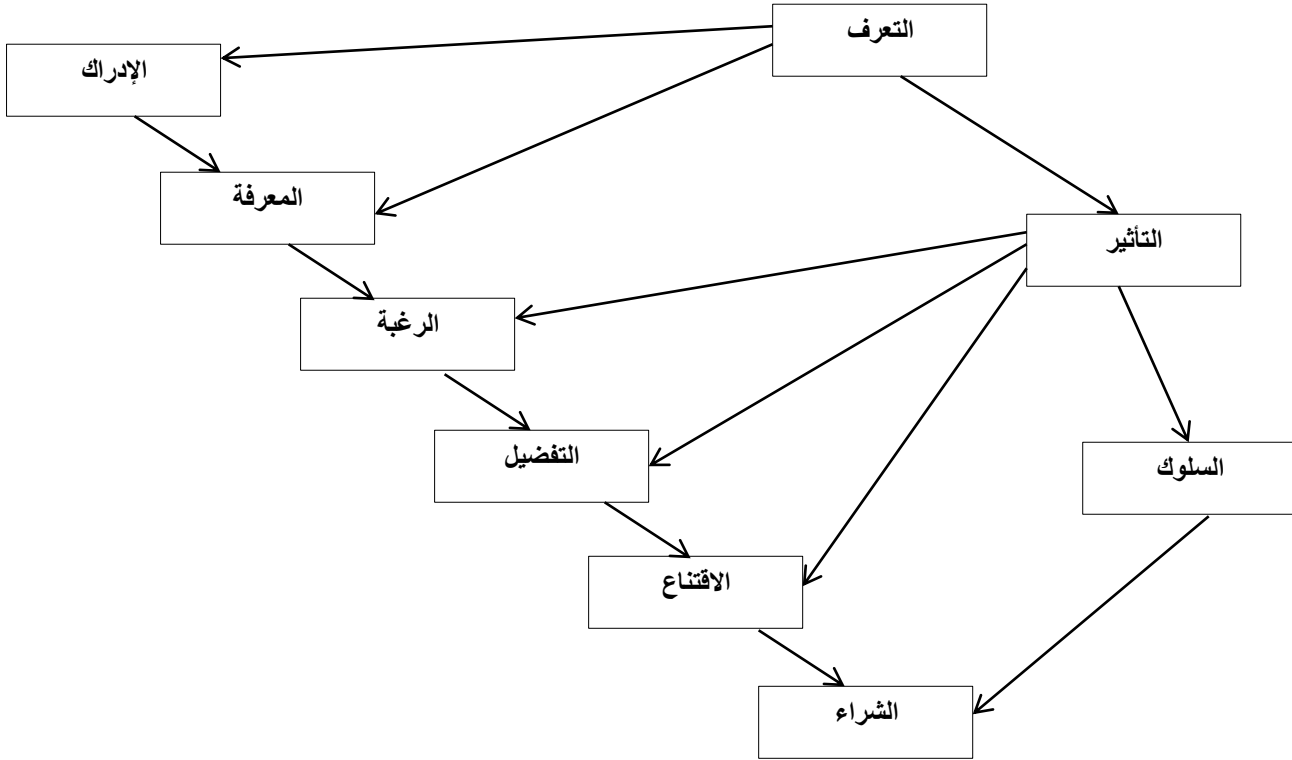 التعرف
الإدراك
المعرفة
التأثير
الرغبة
التفضيل
السلوك
الاقتناع
الشراء